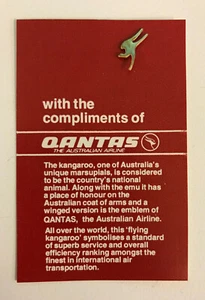 with the
compliments of
QANTAS
THE AUSTRALIAN AIRLINE
The kangaroo, one of Australia's
unique marsupials, is considered
to be the country's national
animal. Along with the emu it has
a place of honour on the
Australian coat of arms and a
winged version is the emblem of
QANTAS, the Australian Airline.
All over the world, this 'flying
kangaroo' symbolises a standard
of superb service and overall
efficiency ranking amongst the
finest in international air
transportation.